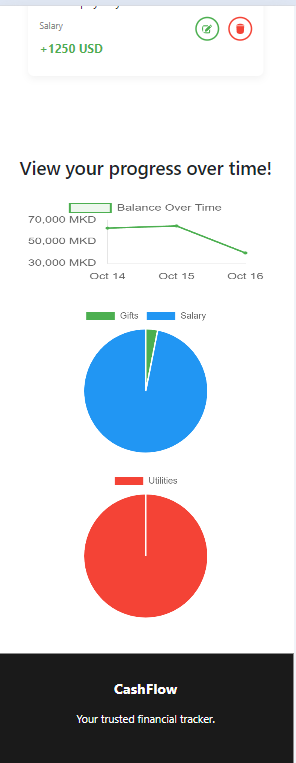 Salary
+1250 USD
View your progress over time!
Balance Over Time
70,000 MKD
50,000 MKD
30,000 MKD
Oct 14 Oct 15 Oct 16
Gifts Salary
Utilities
CashFlow
Your trusted financial tracker.